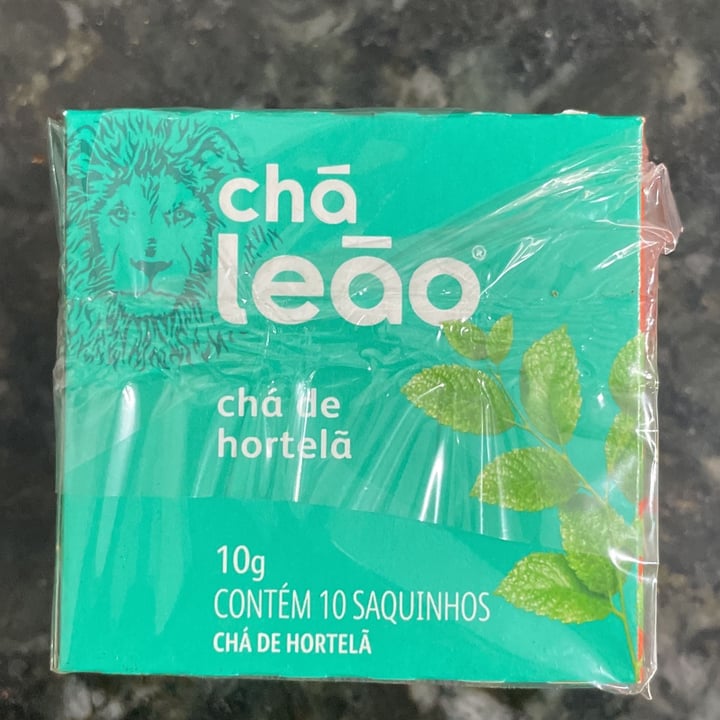 chá
leão®
chá de
hortelã
10g
CONTÉM 10 SAQUINHOS
CHÁ DE HORTELÃ